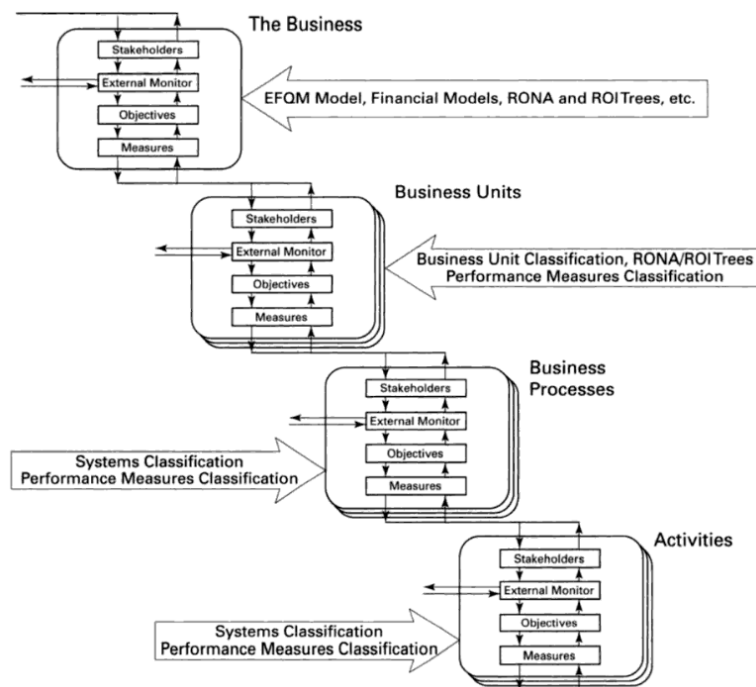 The Business
Stakeholders
External Monitor
Objectives
Measures
EFQM Model, Financial Models, RONA and ROI Trees, etc.
Business Units
Stakeholders
External Monitor
Objectives
Measures
Business Unit Classification, RONA/ROI Trees
Performance Measures Classification
Business
Processes
Stakeholders
External Monitor
Objectives
Measures
Systems Classification
Performance Measures Classification
Activities
Stakeholders
External Monitor
Objectives
Measures
Systems Classification
Performance Measures Classification